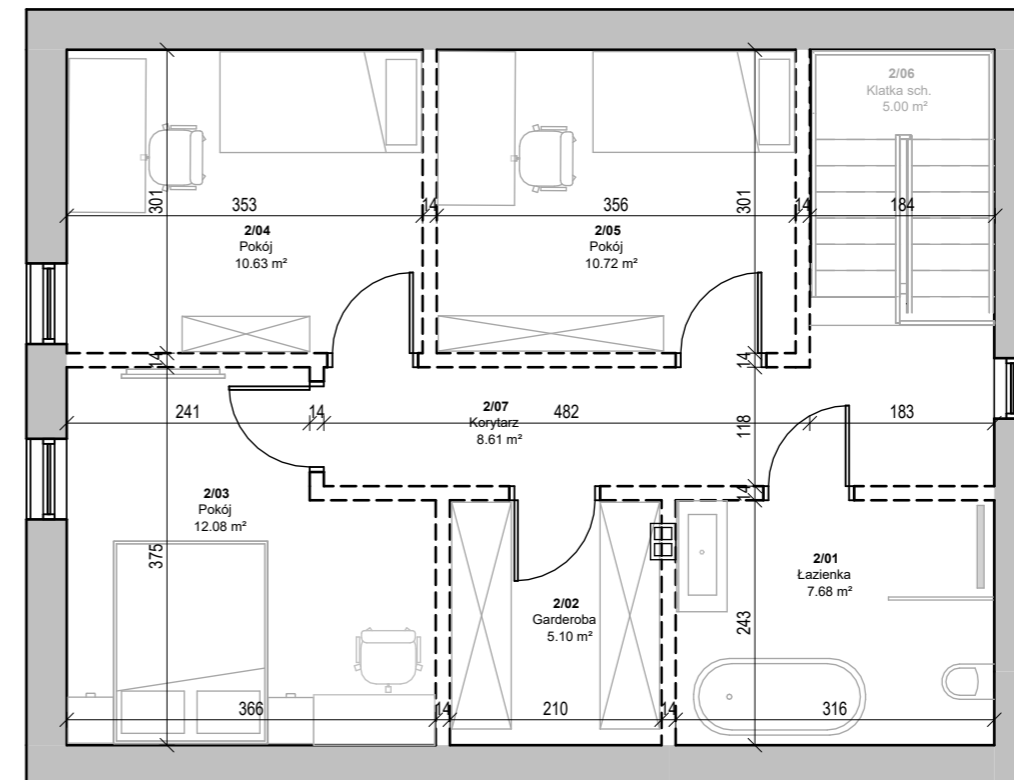 2/06
Klatka sch.
5.00 m²
301
353
14
356
301
14
184
2/04
Pokój
10.63 m²
2/05
Pokój
10.72 m²
14
14
241
14
2/07
Korytarz
8.61 m²
482
118
183
2/03
Pokój
12.08 m²
14
375
2/02
Garderoba
5.10 m²
2/01
Łazienka
7.68 m²
243
366
14
210
14
316